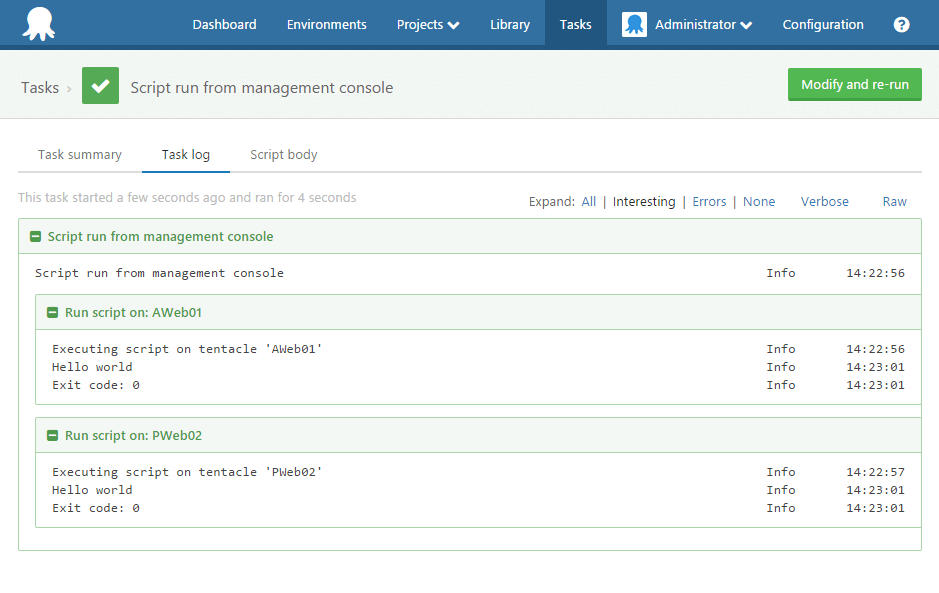 Dashboard Environments Projects Library Tasks Administrator Configuration ?
Tasks › Script run from management console Modify and re-run
Task summary Task log Script body
This task started a few seconds ago and ran for 4 seconds Expand: All | Interesting | Errors | None Verbose Raw
Script run from management console
Script run from management console Info 14:22:56
Run script on: AWeb01
Executing script on tentacle 'AWeb01' Info 14:22:56
Hello world Info 14:23:01
Exit code: 0 Info 14:23:01
Run script on: PWeb02
Executing script on tentacle 'PWeb02' Info 14:22:57
Hello world Info 14:23:01
Exit code: 0 Info 14:23:01